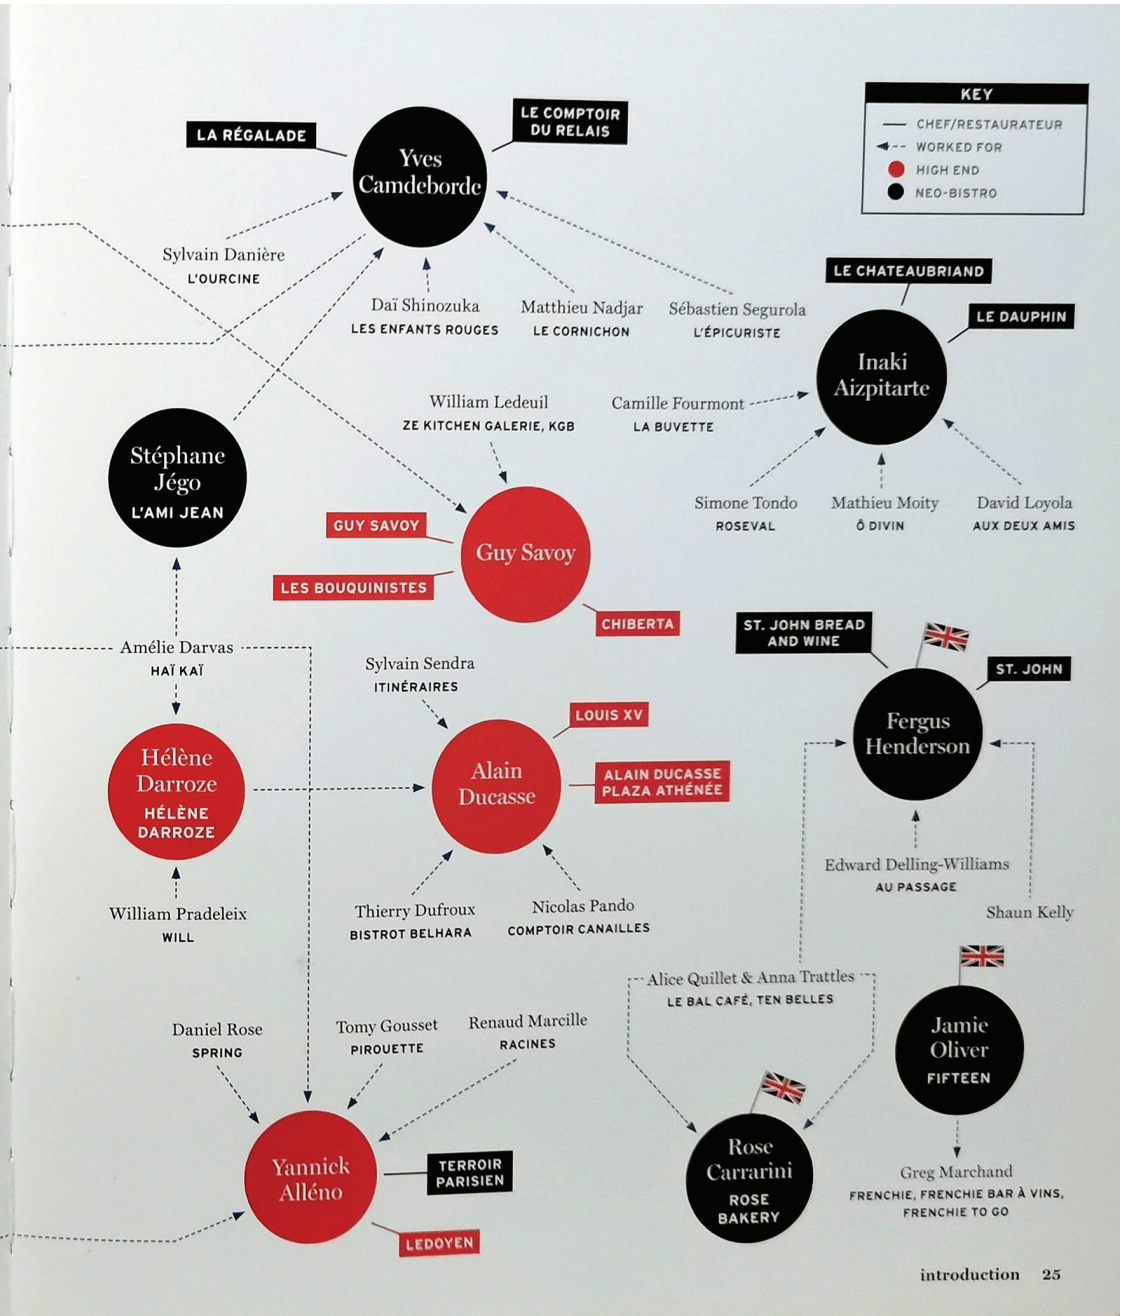 KEY
CHEF/RESTAURATEUR
WORKED FOR
HIGH END
NEO-BISTRO
LA RÉGALADE
LE COMPTOIR
DU RELAIS
Yves
Camdeborde
Sylvain Danière
L'OURCINE
Daï Shinozuka
LES ENFANTS ROUGES
Matthieu Nadjar
LE CORNICHON
Sébastien Segurola
L'ÉPICURISTE
LE CHATEAUBRIAND
LE DAUPHIN
Inaki
Aizpitarte
Camille Fourmont
LA BUVETTE
Simone Tondo
ROSEVAL
Mathieu Moity
Ô DIVIN
David Loyola
AUX DEUX AMIS
William Ledeuil
ZE KITCHEN GALERIE, KGB
Stéphane
Jégo
L'AMI JEAN
GUY SAVOY
LES BOUQUINISTES
Guy Savoy
CHIBERTA
Amélie Darvas
HAÏ KAÏ
Sylvain Sendra
ITINÉRAIRES
ST. JOHN BREAD
AND WINE
ST. JOHN
Fergus
Henderson
LOUIS XV
Alain
Ducasse
ALAIN DUCASSE
PLAZA ATHÉNÉE
Hélène
Darroze
HÉLÈNE
DARROZE
William Pradeleix
WILL
Thierry Dufroux
BISTROT BELHARA
Nicolas Pando
COMPTOIR CANAILLES
Edward Delling-Williams
AU PASSAGE
Shaun Kelly
Alice Quillet & Anna Trattles
LE BAL CAFÉ, TEN BELLES
Daniel Rose
SPRING
Tomy Gousset
PIROUETTE
Renaud Marcille
RACINES
Jamie
Oliver
FIFTEEN
Yannick
Alléno
TERROIR
PARISIEN
LEDOYEN
Rose
Carrarini
ROSE
BAKERY
Greg Marchand
FRENCHIE, FRENCHIE BAR À VINS,
FRENCHIE TO GO
introduction 25